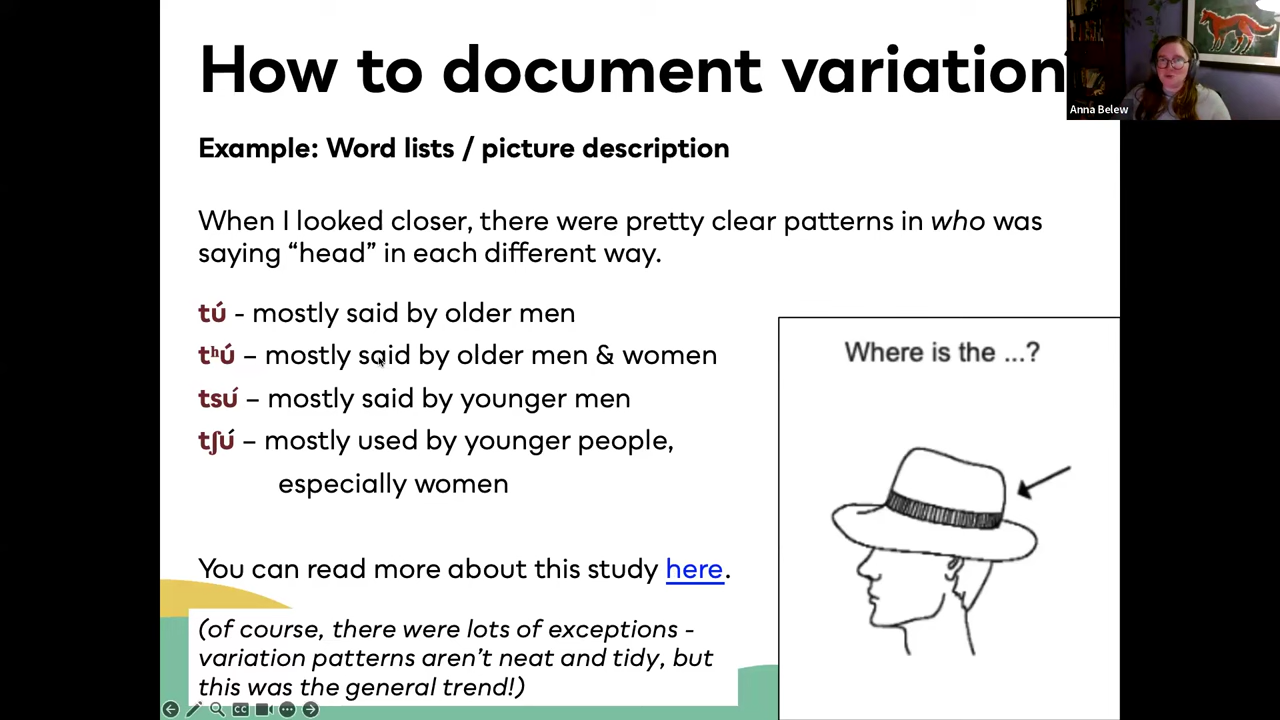 How to document variation
Anna Belew
Example: Word lists / picture description
When I looked closer, there were pretty clear patterns in who was
saying “head” in each different way.
tú - mostly said by older men
tʰú – mostly said by older men & women
tsú – mostly said by younger men
tʃú – mostly used by younger people,
especially women
Where is the ...?
You can read more about this study here.
(of course, there were lots of exceptions -
variation patterns aren’t neat and tidy, but
this was the general trend!)
CC